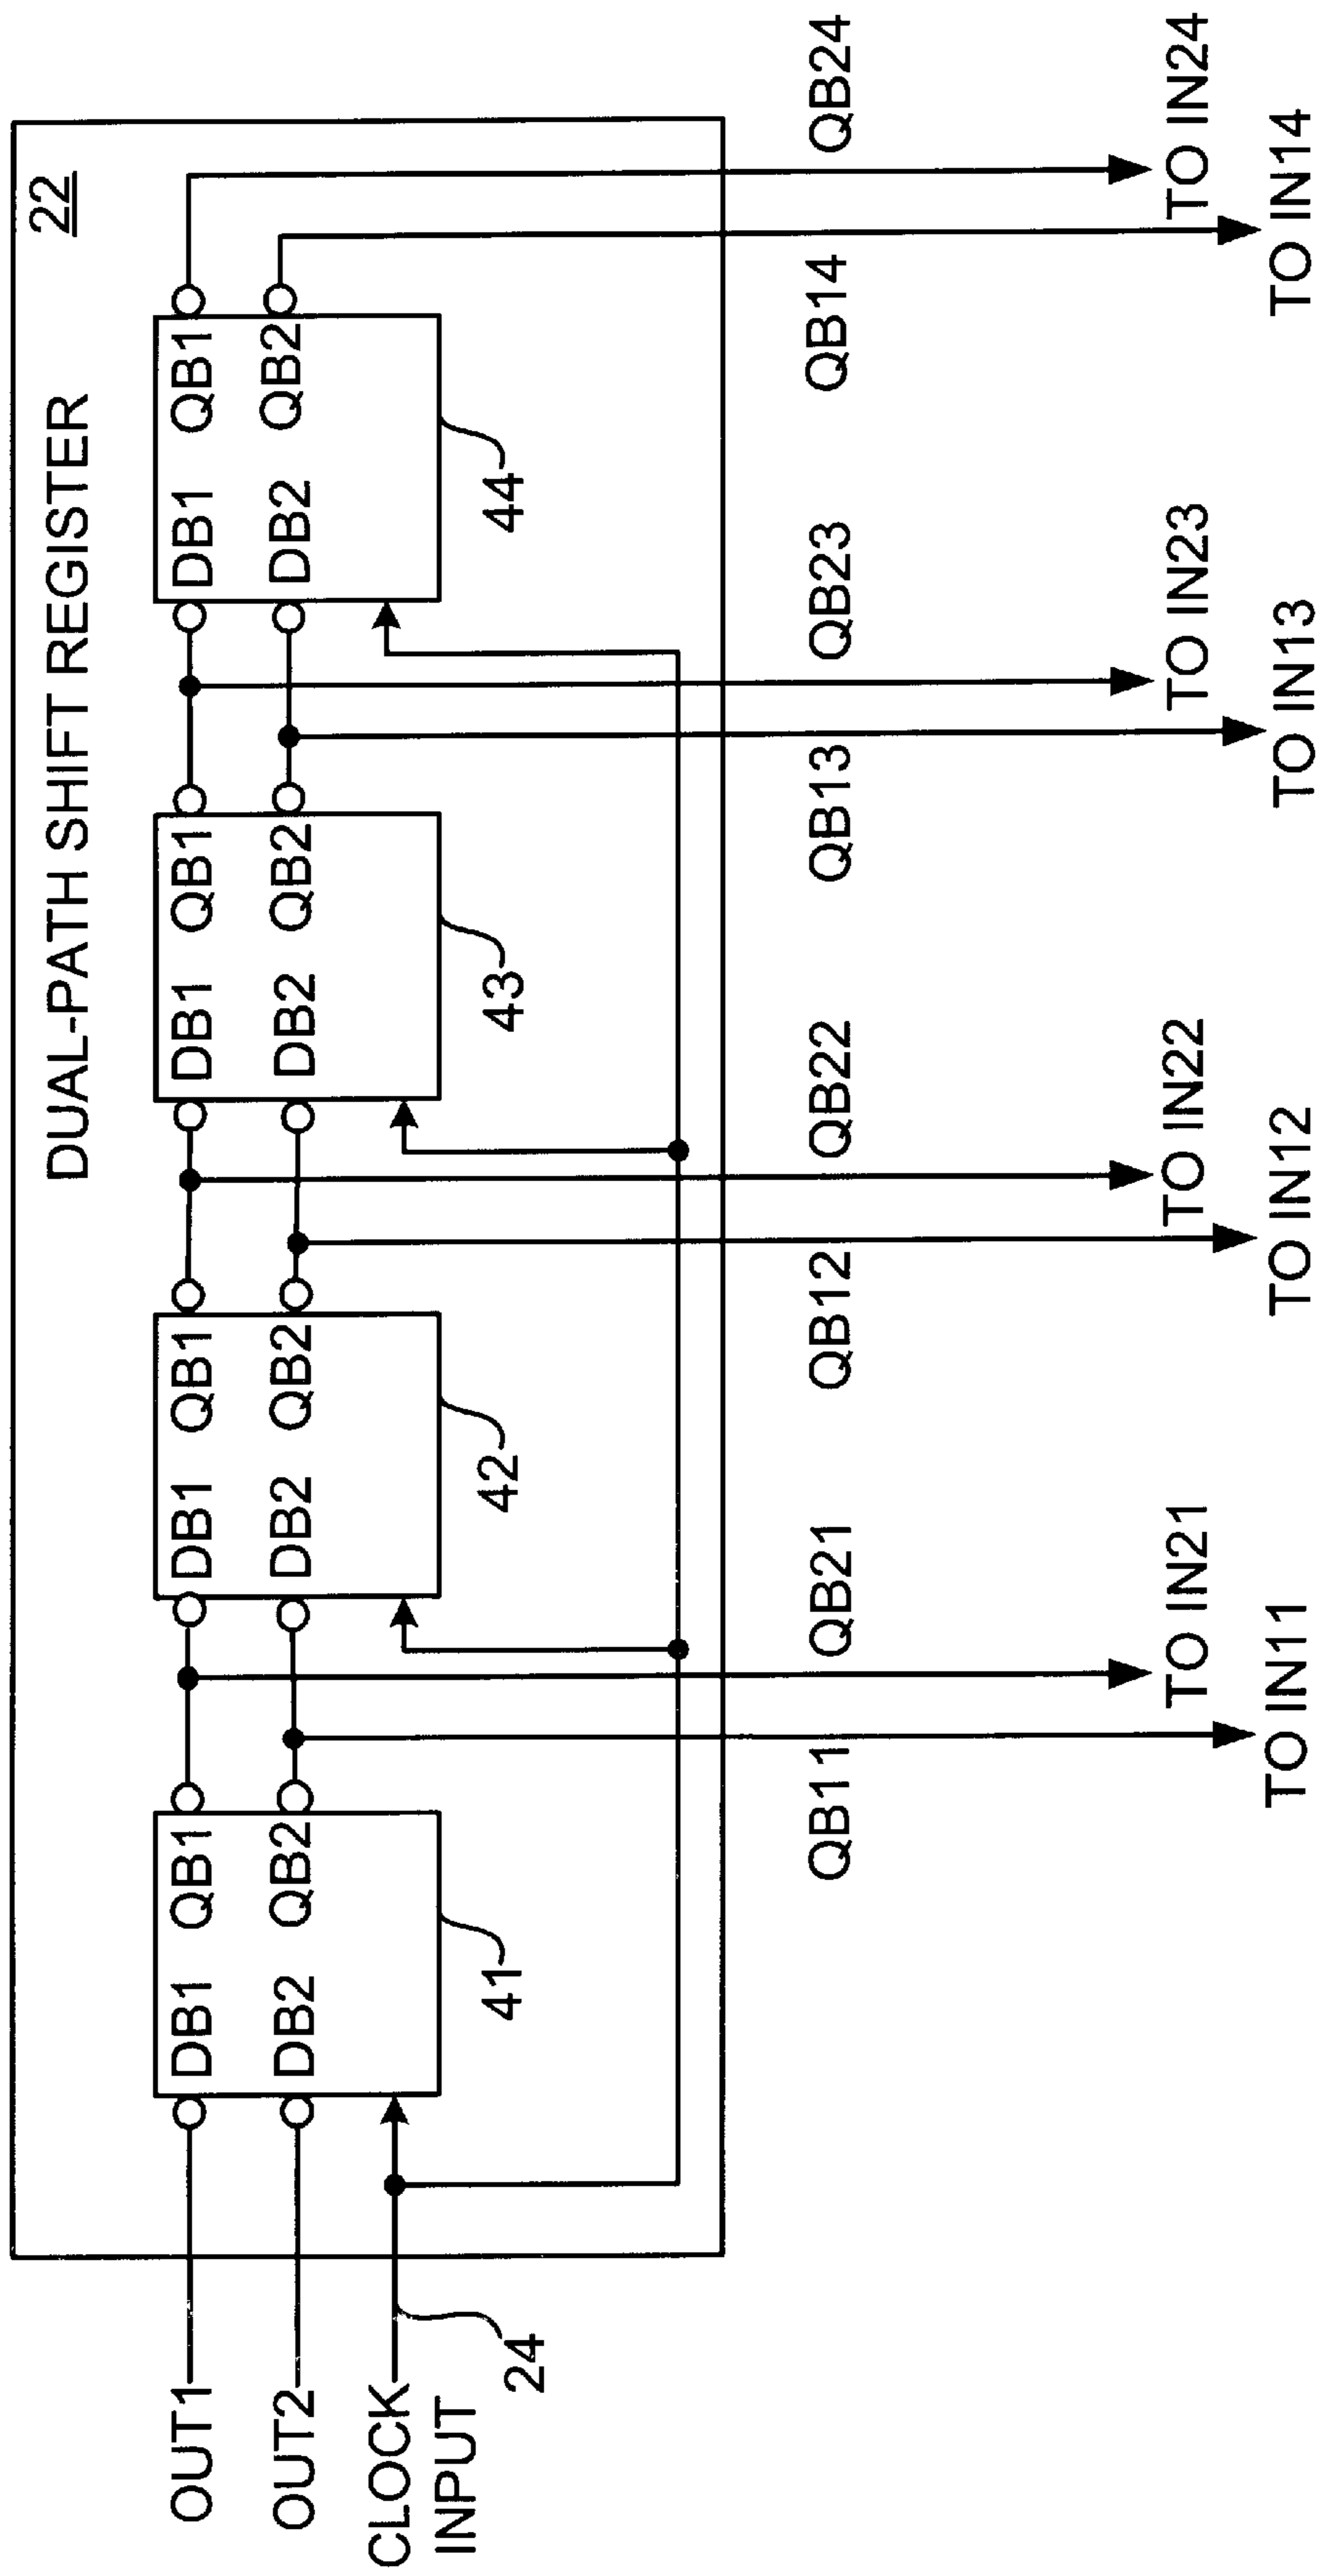 DUAL-PATH SHIFT REGISTER
22
OUT1
DB1 QB1
DB1 QB1
DB1 QB1
DB1 QB1
OUT2
DB2 QB2
DB2 QB2
DB2 QB2
DB2 QB2
CLOCK
INPUT
24
41
42
43
44
QB11
QB21
QB12
QB22
QB13
QB23
QB14
QB24
TO IN21
TO IN22
TO IN23
TO IN24
TO IN11
TO IN12
TO IN13
TO IN14